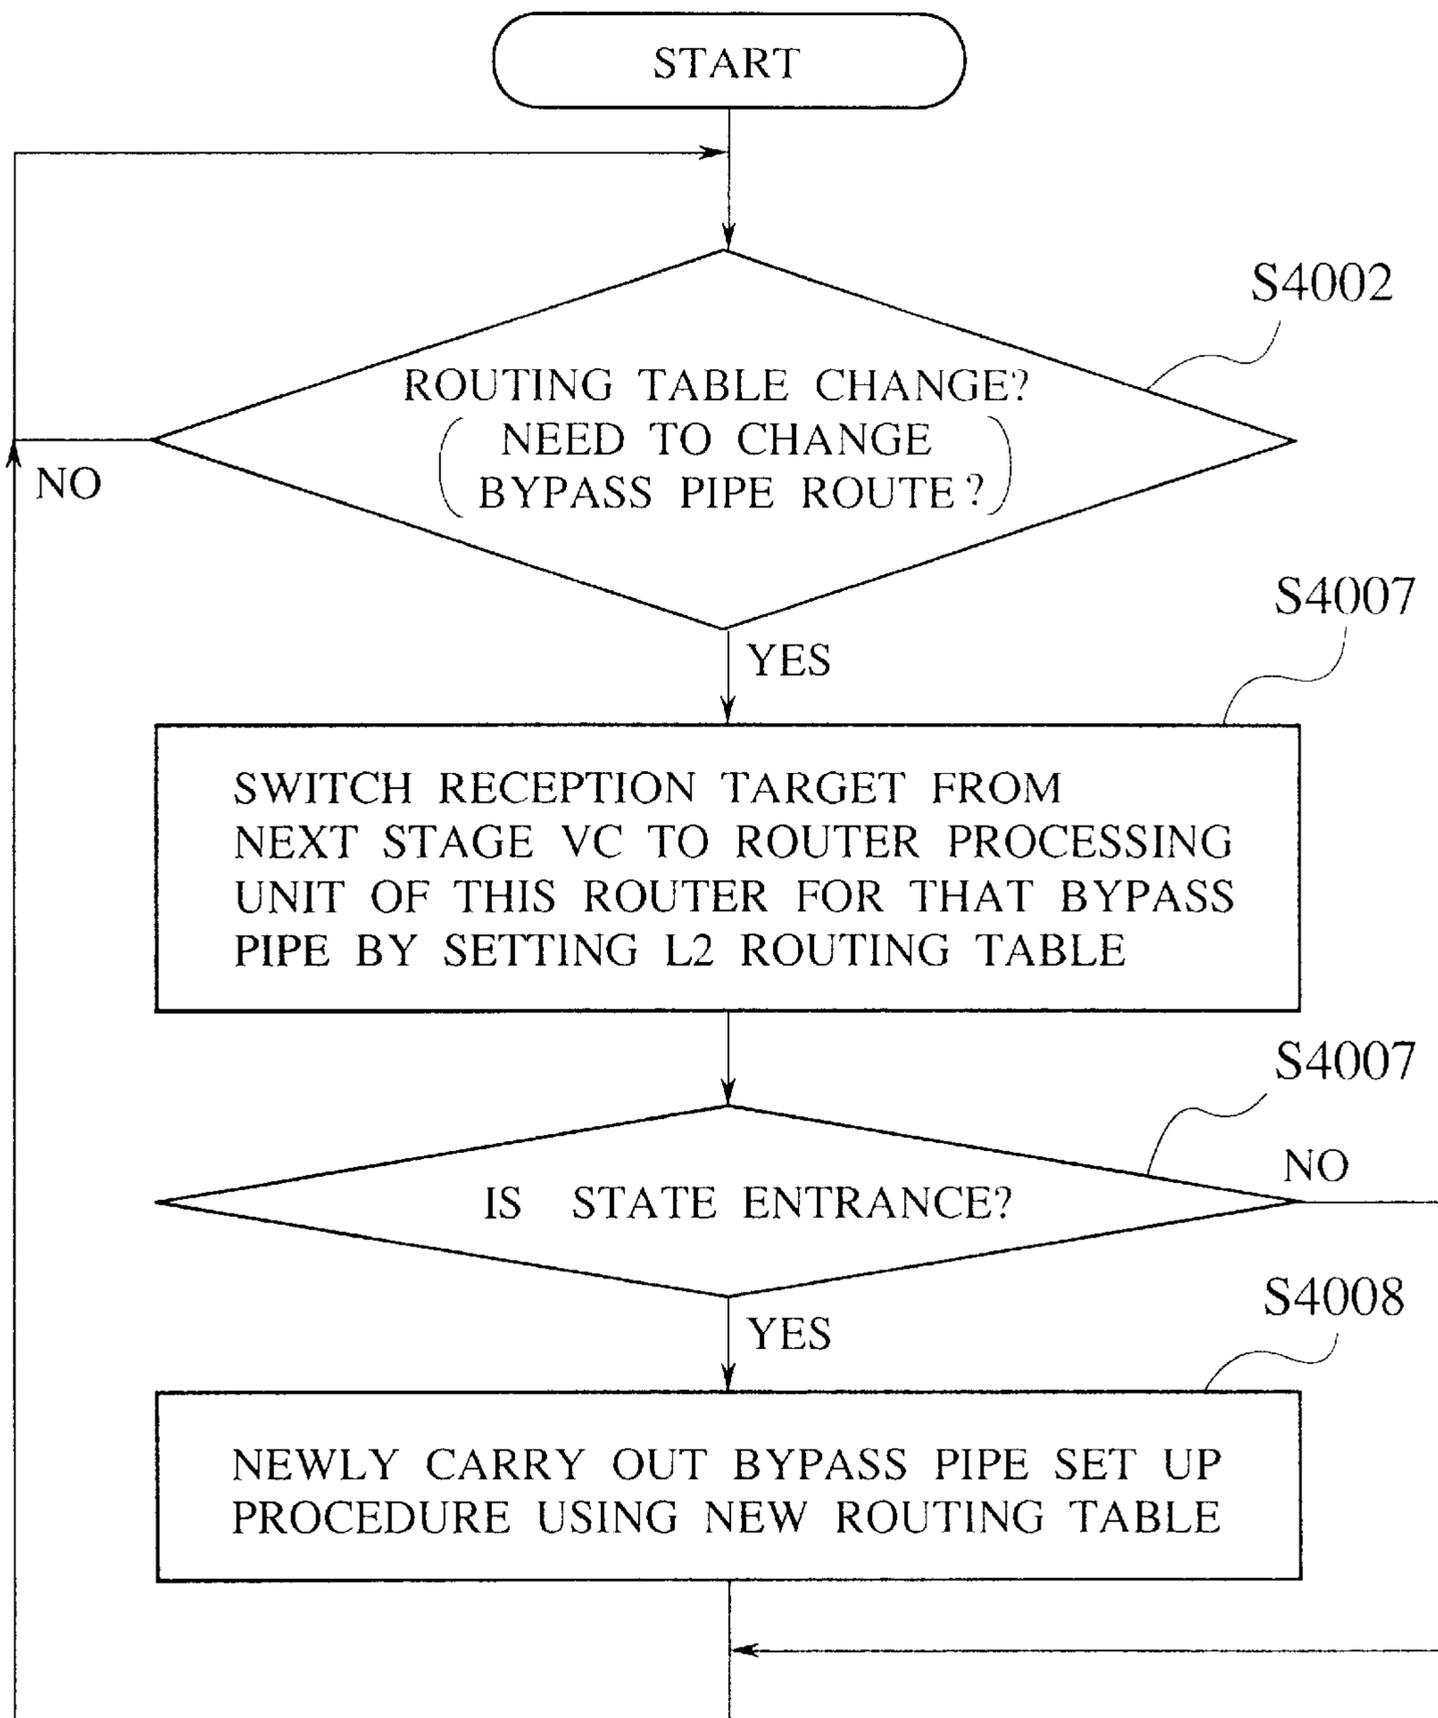 START
S4002
ROUTING TABLE CHANGE?
( NEED TO CHANGE
BYPASS PIPE ROUTE? )
NO
S4007
YES
SWITCH RECEPTION TARGET FROM
NEXT STAGE VC TO ROUTER PROCESSING
UNIT OF THIS ROUTER FOR THAT BYPASS
PIPE BY SETTING L2 ROUTING TABLE
S4007
NO
IS STATE ENTRANCE?
S4008
YES
NEWLY CARRY OUT BYPASS PIPE SET UP
PROCEDURE USING NEW ROUTING TABLE